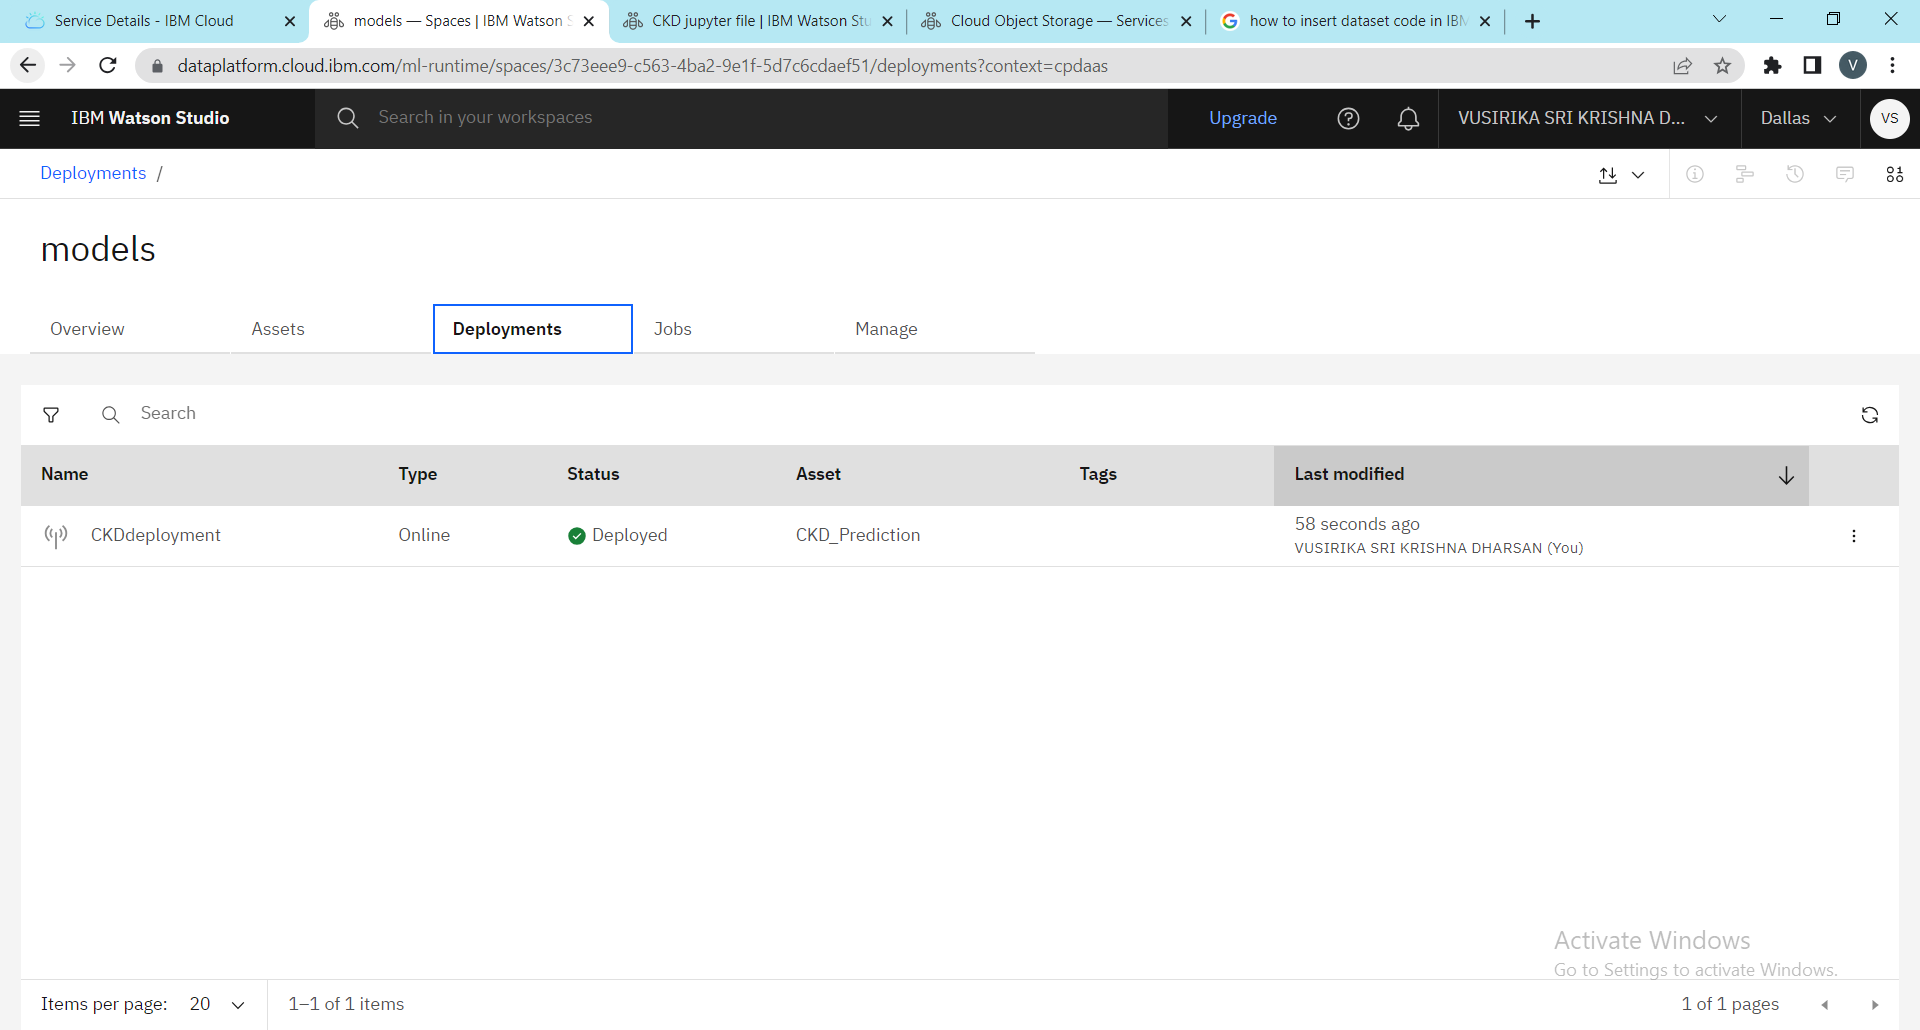 Service Details - IBM Cloud
models — Spaces | IBM Watson S
CKD jupyter file | IBM Watson Stu
Cloud Object Storage — Services
how to insert dataset code in IBM
dataplatform.cloud.ibm.com/ml-runtime/spaces/3c73eee9-c563-4ba2-9e1f-5d7c6cdaef51/deployments?context=cpdaas
V
IBM Watson Studio
Search in your workspaces
Upgrade
VUSIRIKA SRI KRISHNA D...
Dallas
VS
Deployments /
models
Overview
Assets
Deployments
Jobs
Manage
Search
Name Type Status Asset Tags Last modified
CKDdeployment Online Deployed CKD_Prediction 58 seconds ago
VUSIRIKA SRI KRISHNA DHARSAN (You)
Activate Windows
Go to Settings to activate Windows.
Items per page: 20
1–1 of 1 items
1 of 1 pages